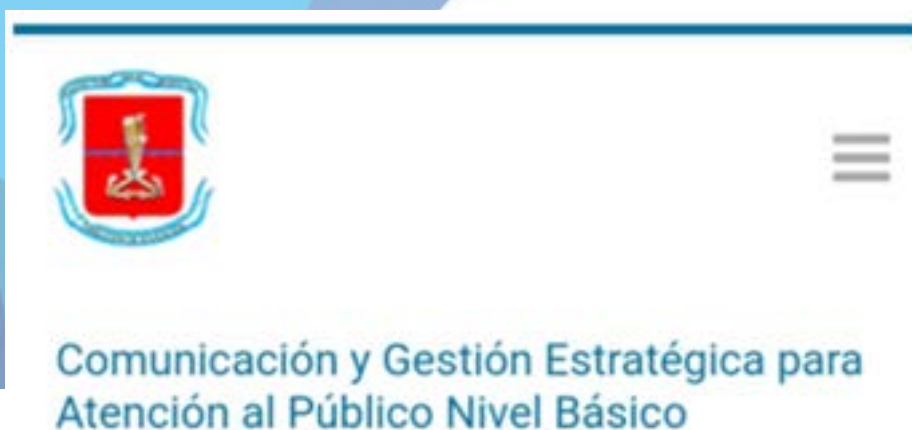 Comunicación y Gestión Estratégica para
Atención al Público Nivel Básico